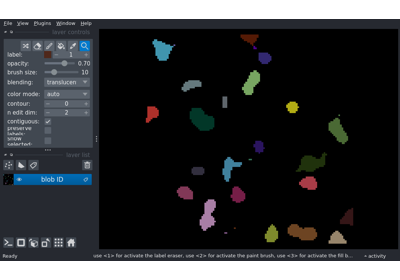 File View Plugins Window Help
layer controls
label: 1
opacity: 0.70
brush size: 10
blending: translucen
color mode: auto
contour: 0
n edit dim: 2
contiguous:
preserve
labels:
show
selected:
layer list
blob ID
Ready
use <1> for activate the label eraser, use <2> for activate the paint brush, use <3> for activate the fill b...
activity